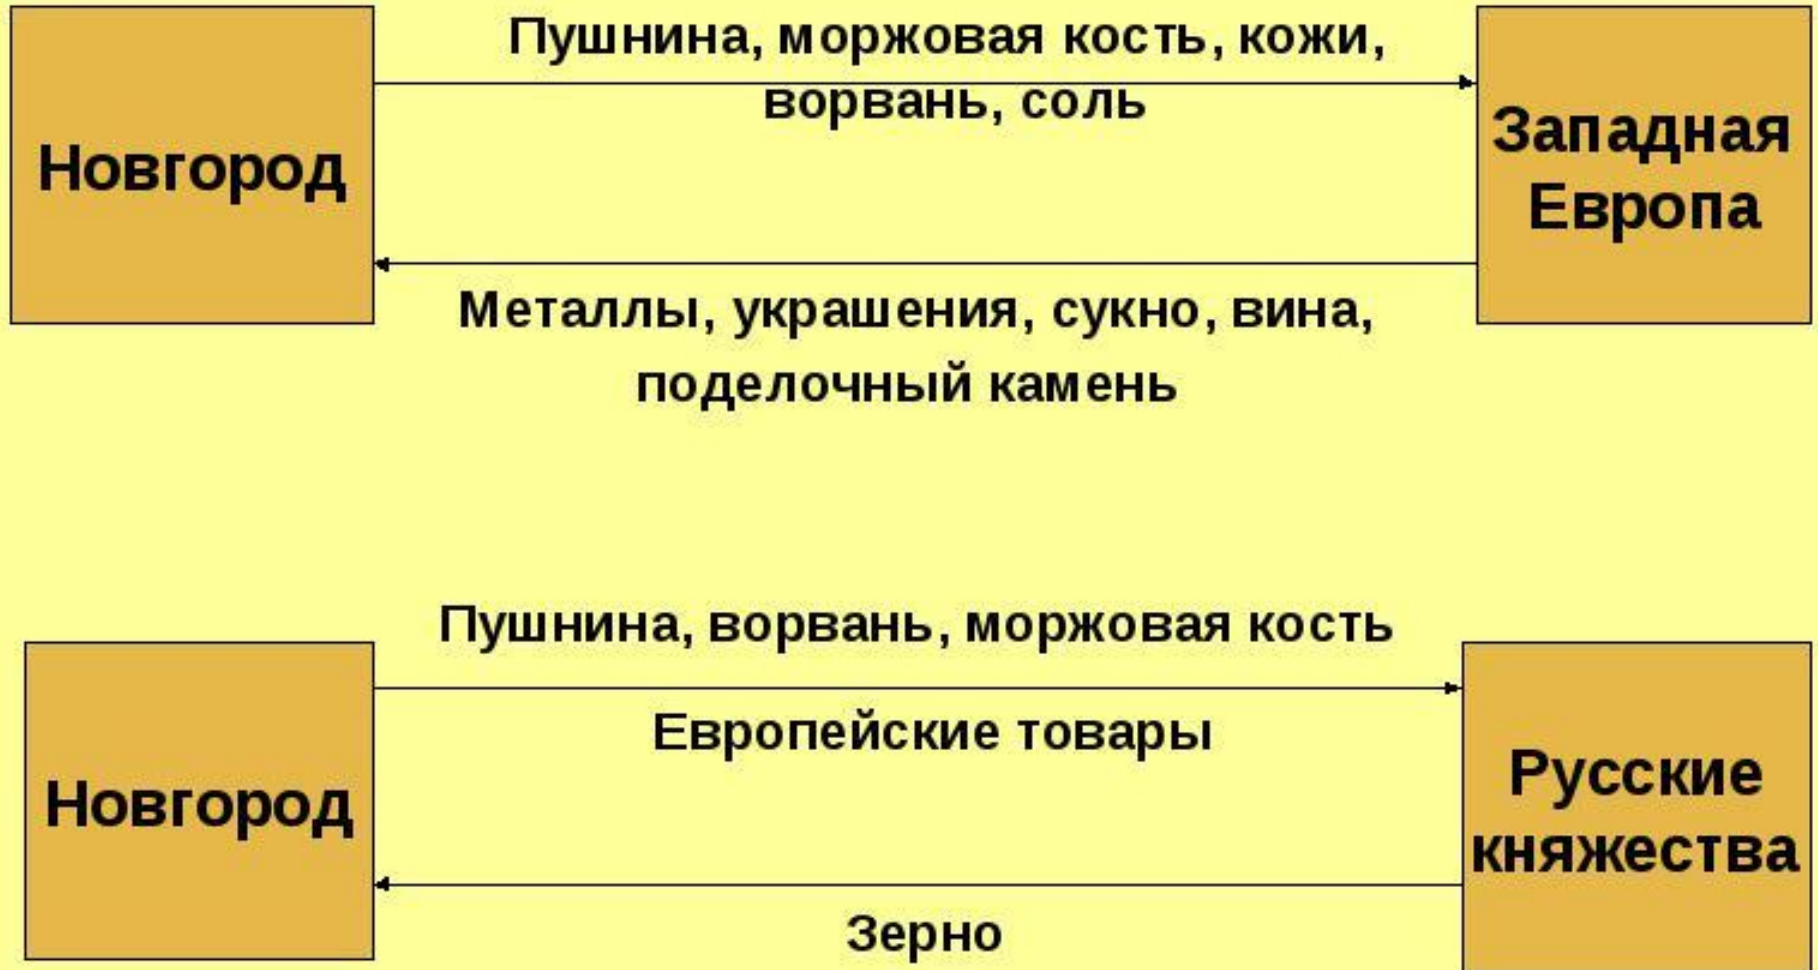 Пушнина, моржовая кость, кожи,
ворвань, соль
Новгород
Западная
Европа
Металлы, украшения, сукно, вина,
поделочный камень
Пушнина, ворвань, моржовая кость
Европейские товары
Новгород
Русские
княжества
Зерно